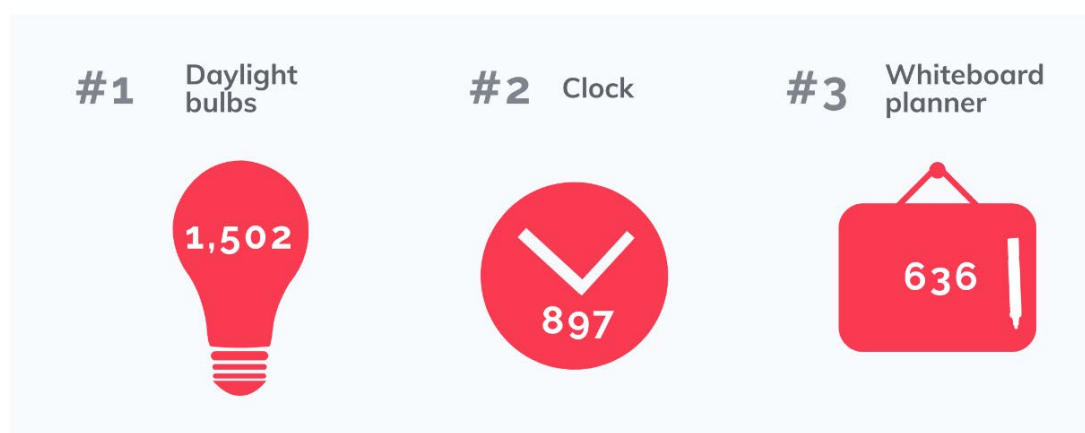 #1
Daylight
bulbs
1,502
#2
Clock
897
#3
Whiteboard
planner
636